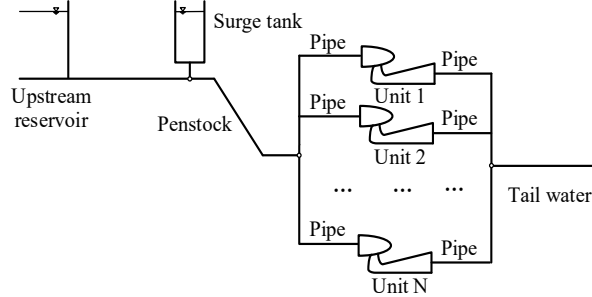 Surge tank
Upstream
reservoir
Penstock
Pipe
Pipe
Unit 1
Pipe
Pipe
Unit 2
... ... ...
Tail water
Pipe
Pipe
Unit N